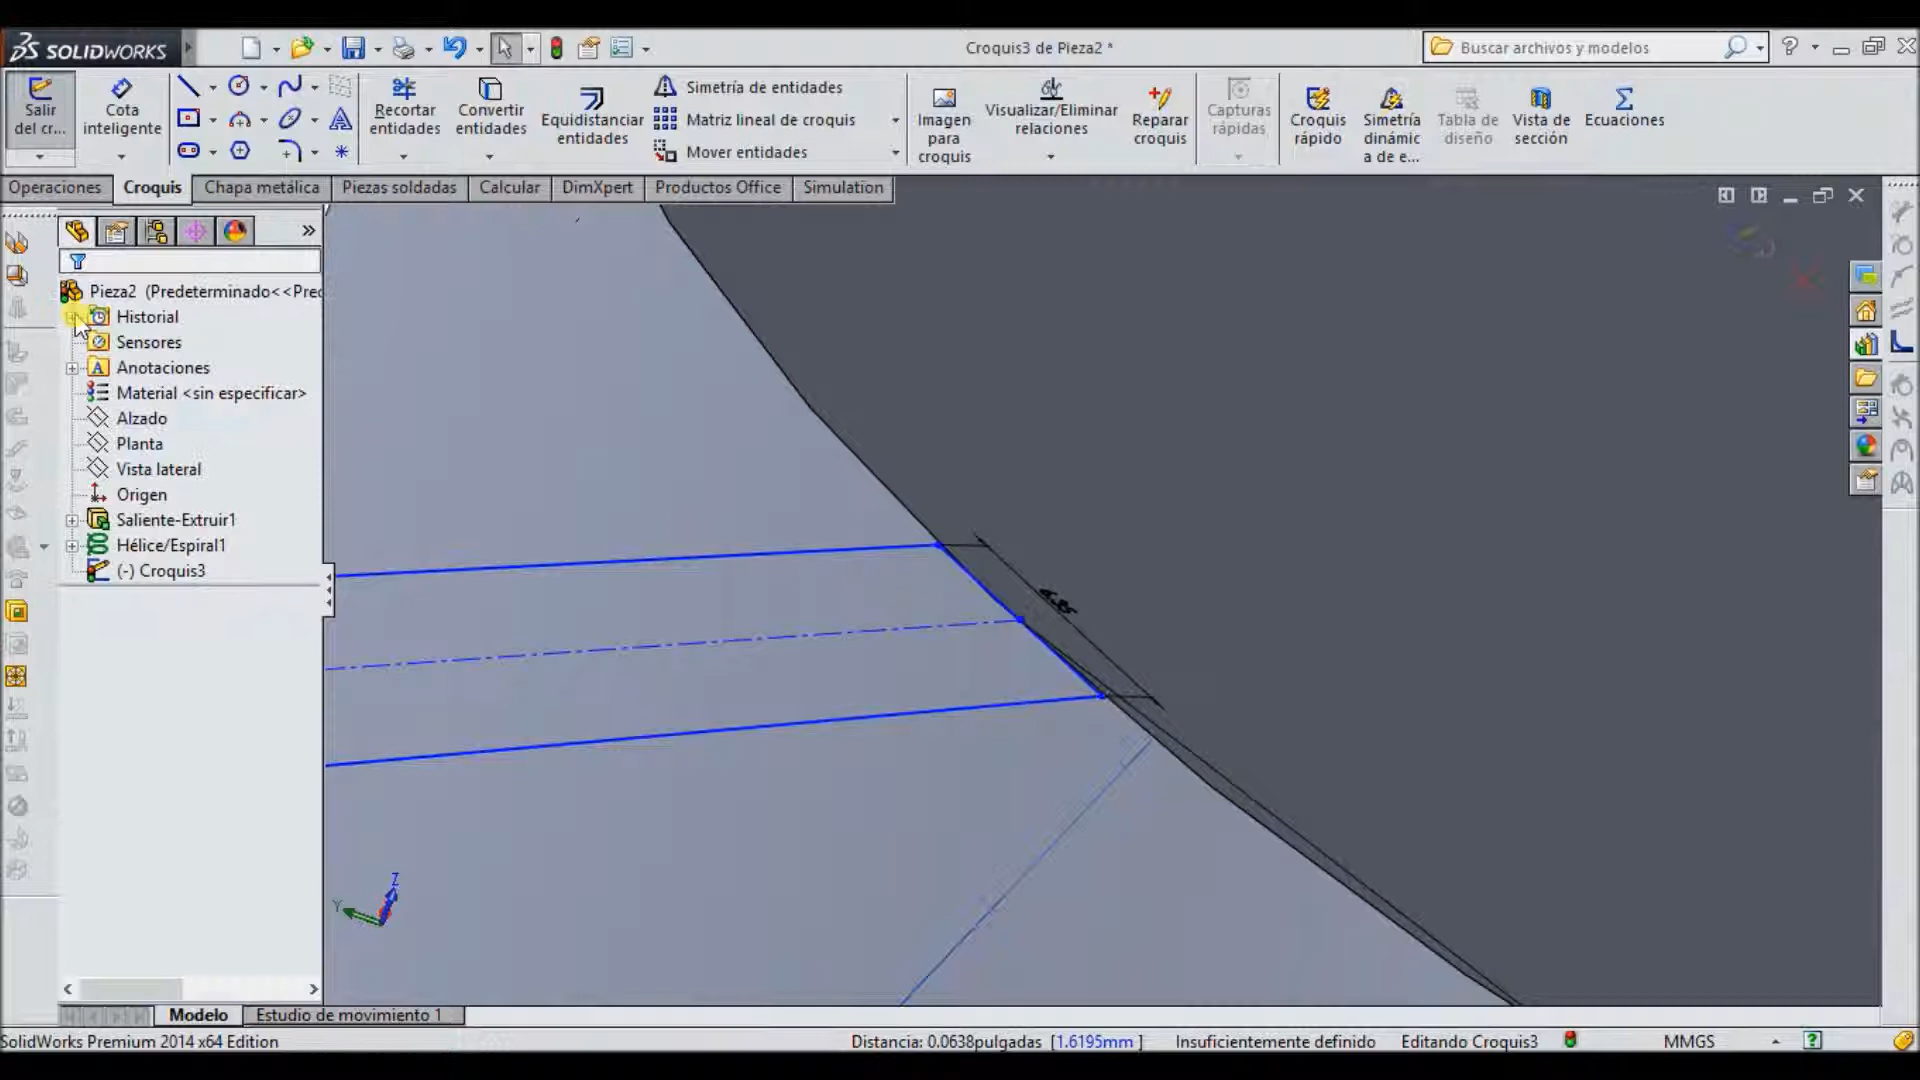 SOLIDWORKS
Croquis3 de Pieza2 *
Buscar archivos y modelos
Salir del cr...
Cota inteligente
Recortar entidades
Convertir entidades
Equidistanciar entidades
Simetría de entidades
Matriz lineal de croquis
Mover entidades
Imagen para croquis
Visualizar/Eliminar relaciones
Reparar croquis
Capturas rápidas
Croquis rápido
Simetría dinámic a de e...
Tabla de diseño
Vista de sección
Ecuaciones
Operaciones
Croquis
Chapa metálica
Piezas soldadas
Calcular
DimXpert
Productos Office
Simulation
Pieza2 (Predeterminado<<Prec
Historial
Sensores
Anotaciones
Material <sin especificar>
Alzado
Planta
Vista lateral
Origen
Saliente-Extruir1
Hélice/Espiral1
(-) Croquis3
Z
Y
Modelo
Estudio de movimiento 1
SolidWorks Premium 2014 x64 Edition
Distancia: 0.0638pulgadas [1.6195mm ]
Insuficientemente definido
Editando Croquis3
MMGS